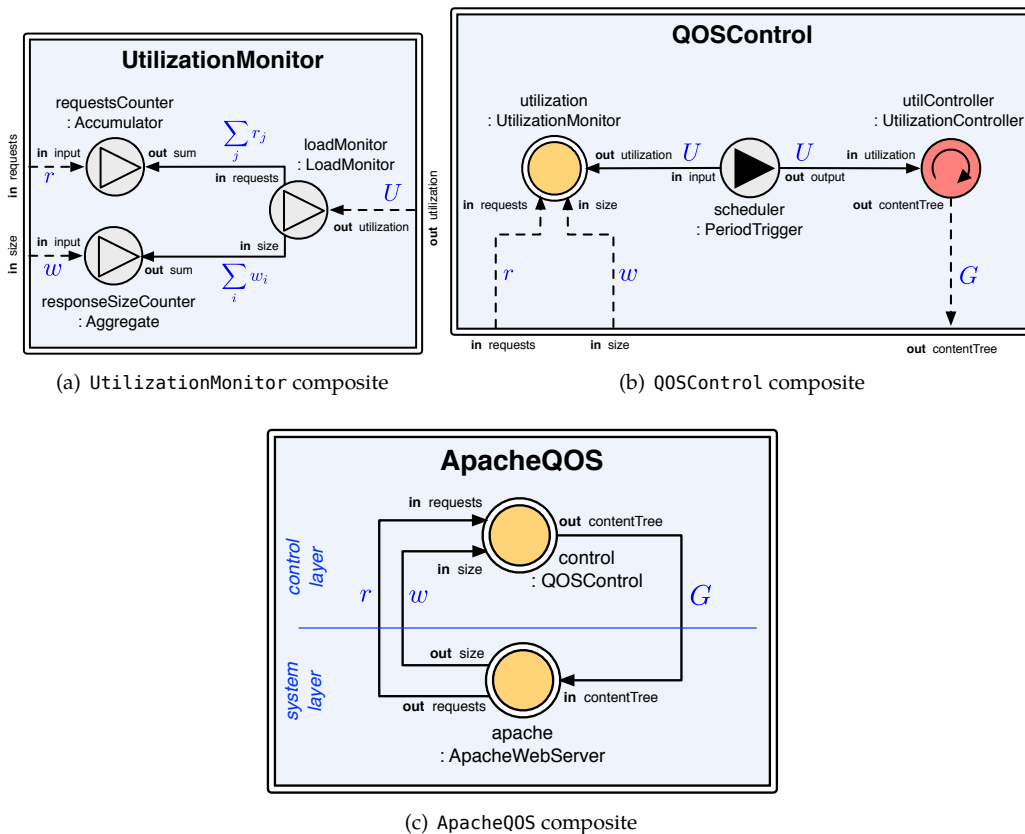 UtilizationMonitor
requestsCounter
: Accumulator
in requests
in input
r
out sum
∑ r_j
j
in requests
loadMonitor
: LoadMonitor
U
out utilization
out utilization
in size
in input
w
out sum
in size
∑ w_i
i
responseSizeCounter
: Aggregate
(a) UtilizationMonitor composite
QOSControl
utilization
: UtilizationMonitor
utilController
: UtilizationController
out utilization
U
in input
U
out output
in utilization
scheduler
: PeriodTrigger
in requests
in size
out contentTree
r
w
G
in requests
in size
out contentTree
(b) QOSControl composite
ApacheQOS
in requests
out contentTree
in size
control
: QOSControl
control
layer
r
w
G
system
layer
out size
out requests
in contentTree
apache
: ApacheWebServer
(c) ApacheQOS composite